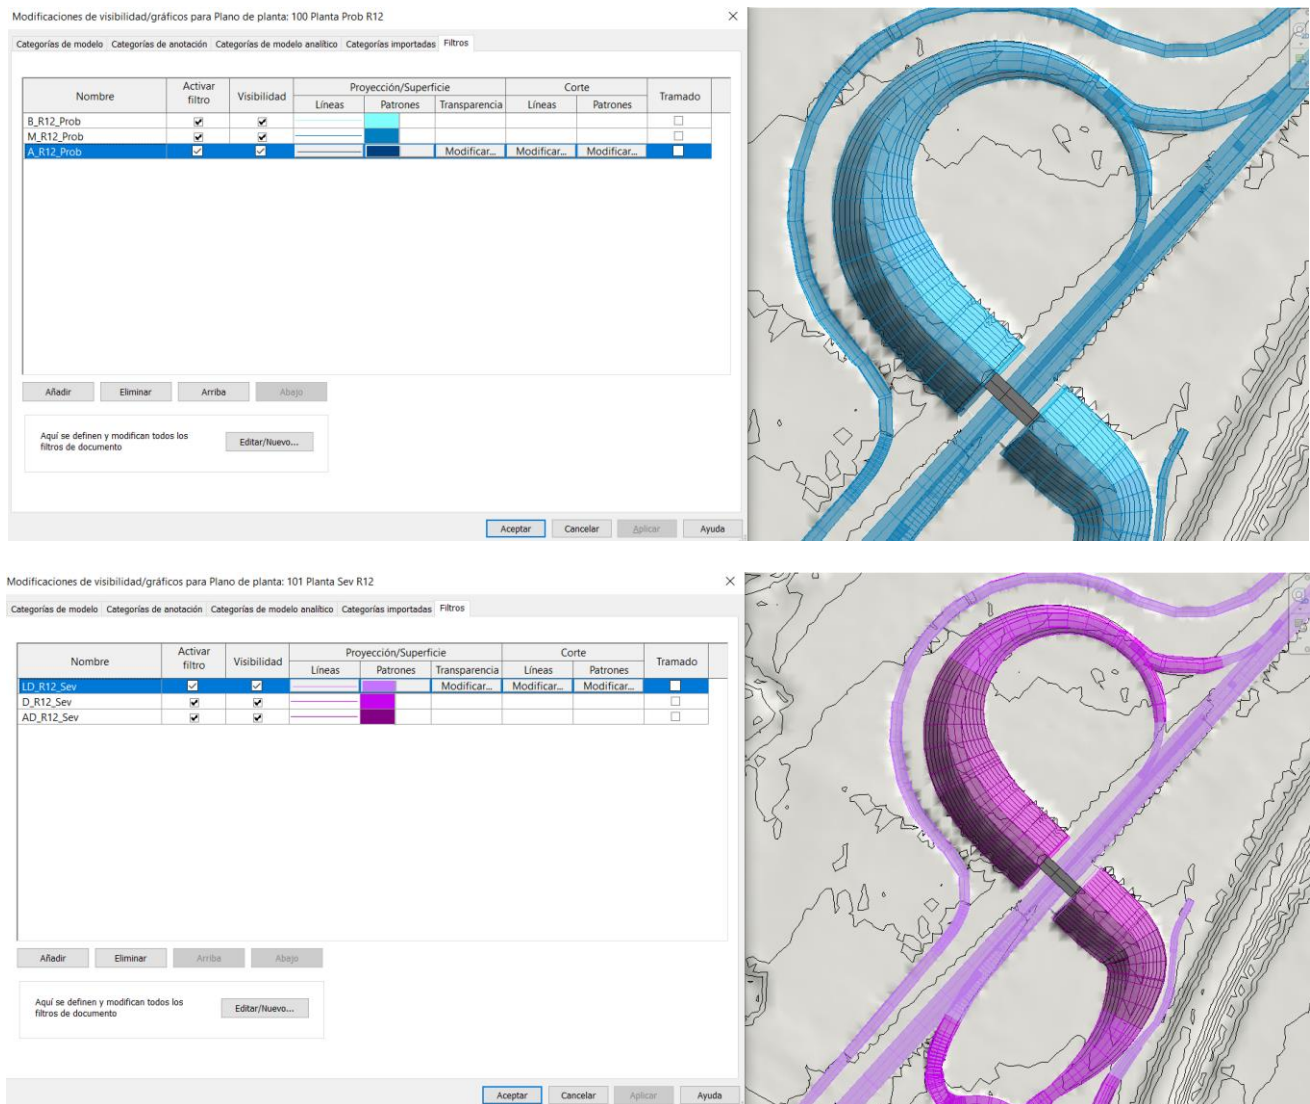 Modificaciones de visibilidad/gráficos para Plano de planta: 100 Planta Prob R12
Categorías de modelo Categorías de anotación Categorías de modelo analítico Categorías importadas Filtros
Nombre Activar filtro Visibilidad Proyección/Superficie Corte Tramado
Líneas Patrones Transparencia Líneas Patrones
B_R12_Prob
M_R12_Prob
A_R12_Prob Modificar... Modificar... Modificar...
Añadir Eliminar Arriba Abajo
Aquí se definen y modifican todos los
filtros de documento
Editar/Nuevo...
Aceptar Cancelar Aplicar Ayuda
Modificaciones de visibilidad/gráficos para Plano de planta: 101 Planta Sev R12
Categorías de modelo Categorías de anotación Categorías de modelo analítico Categorías importadas Filtros
Nombre Activar filtro Visibilidad Proyección/Superficie Corte Tramado
Líneas Patrones Transparencia Líneas Patrones
LD_R12_Sev Modificar... Modificar... Modificar...
D_R12_Sev
AD_R12_Sev
Añadir Eliminar Arriba Abajo
Aquí se definen y modifican todos los
filtros de documento
Editar/Nuevo...
Aceptar Cancelar Aplicar Ayuda